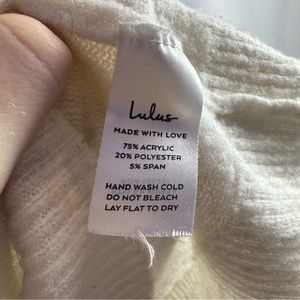 Lulus
MADE WITH LOVE
75% ACRYLIC
20% POLYESTER
5% SPAN
HAND WASH COLD
DO NOT BLEACH
LAY FLAT TO DRY